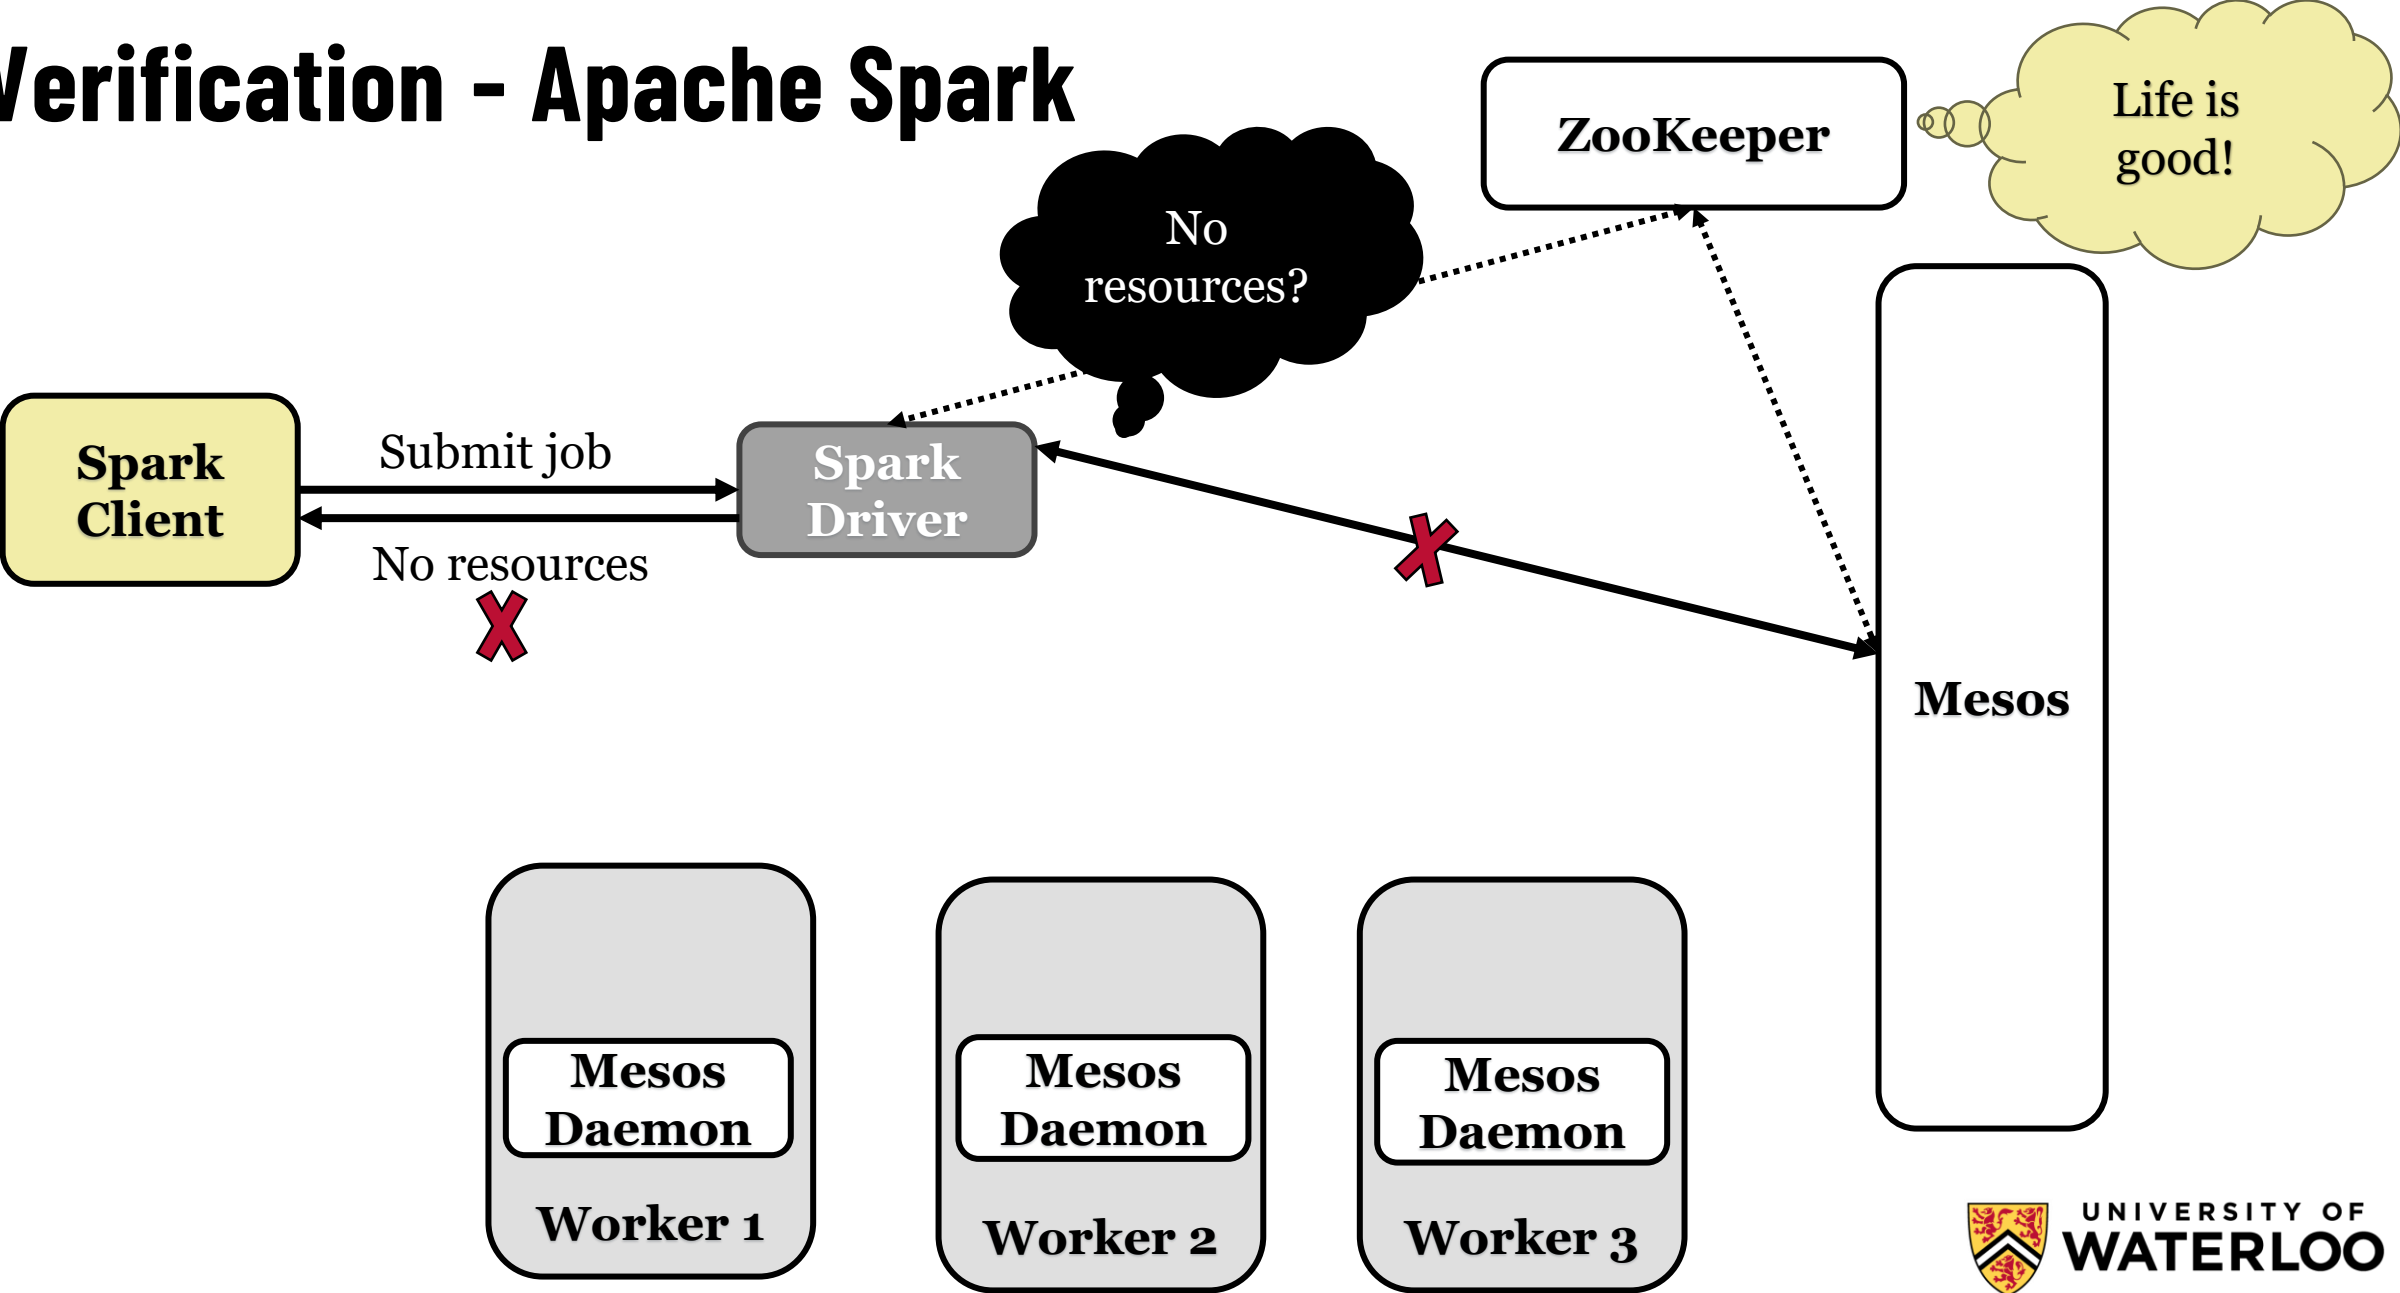 Verification - Apache Spark
ZooKeeper
Life is
good!
No
resources?
Spark
Client
Submit job
No resources
Spark
Driver
Mesos
Mesos
Daemon
Worker 1
Mesos
Daemon
Worker 2
Mesos
Daemon
Worker 3
UNIVERSITY OF
WATERLOO